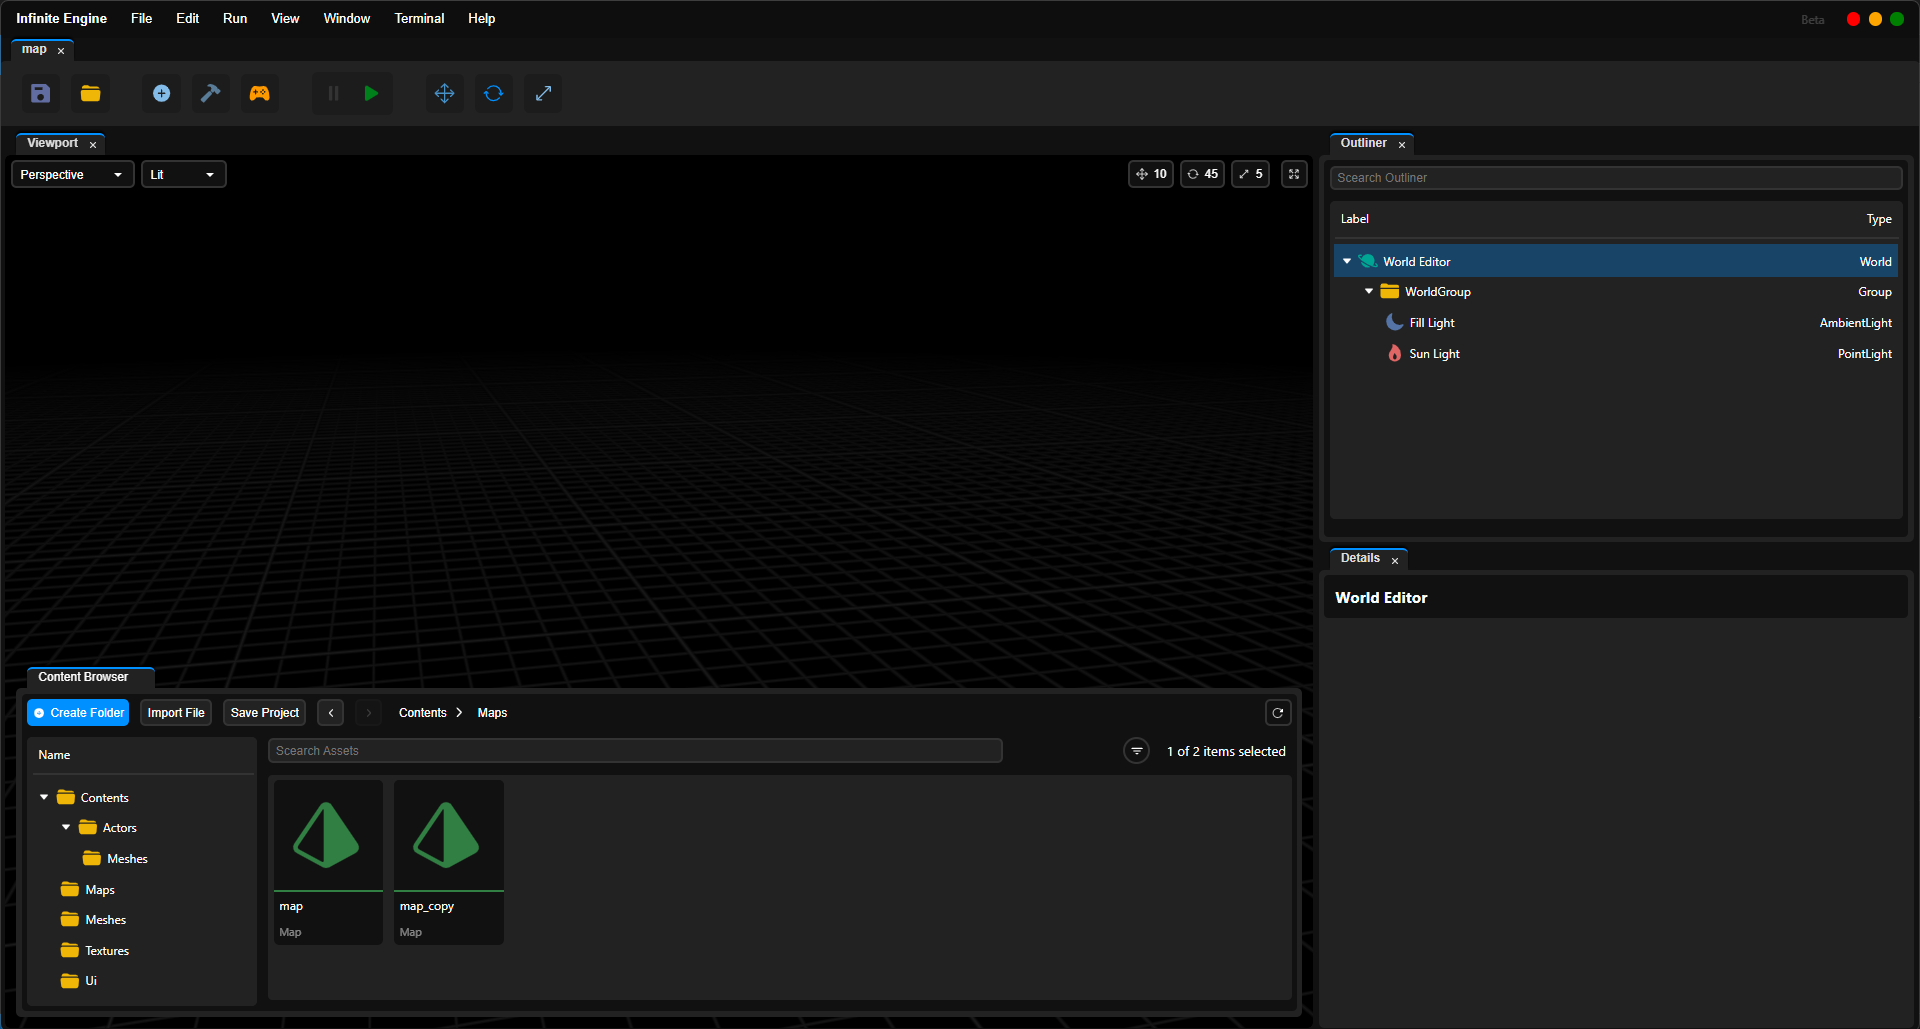 Infinite Engine File Edit Run View Window Terminal Help Beta
map
Viewport
Perspective Lit 10 45 5
Outliner
Scearch Outliner
Label Type
World Editor World
WorldGroup Group
Fill Light AmbientLight
Sun Light PointLight
Details
World Editor
Content Browser
Create Folder Import File Save Project Contents Maps
Name
Contents
Actors
Meshes
Maps
Meshes
Textures
Ui
Scearch Assets 1 of 2 items selected
map map_copy
Map Map